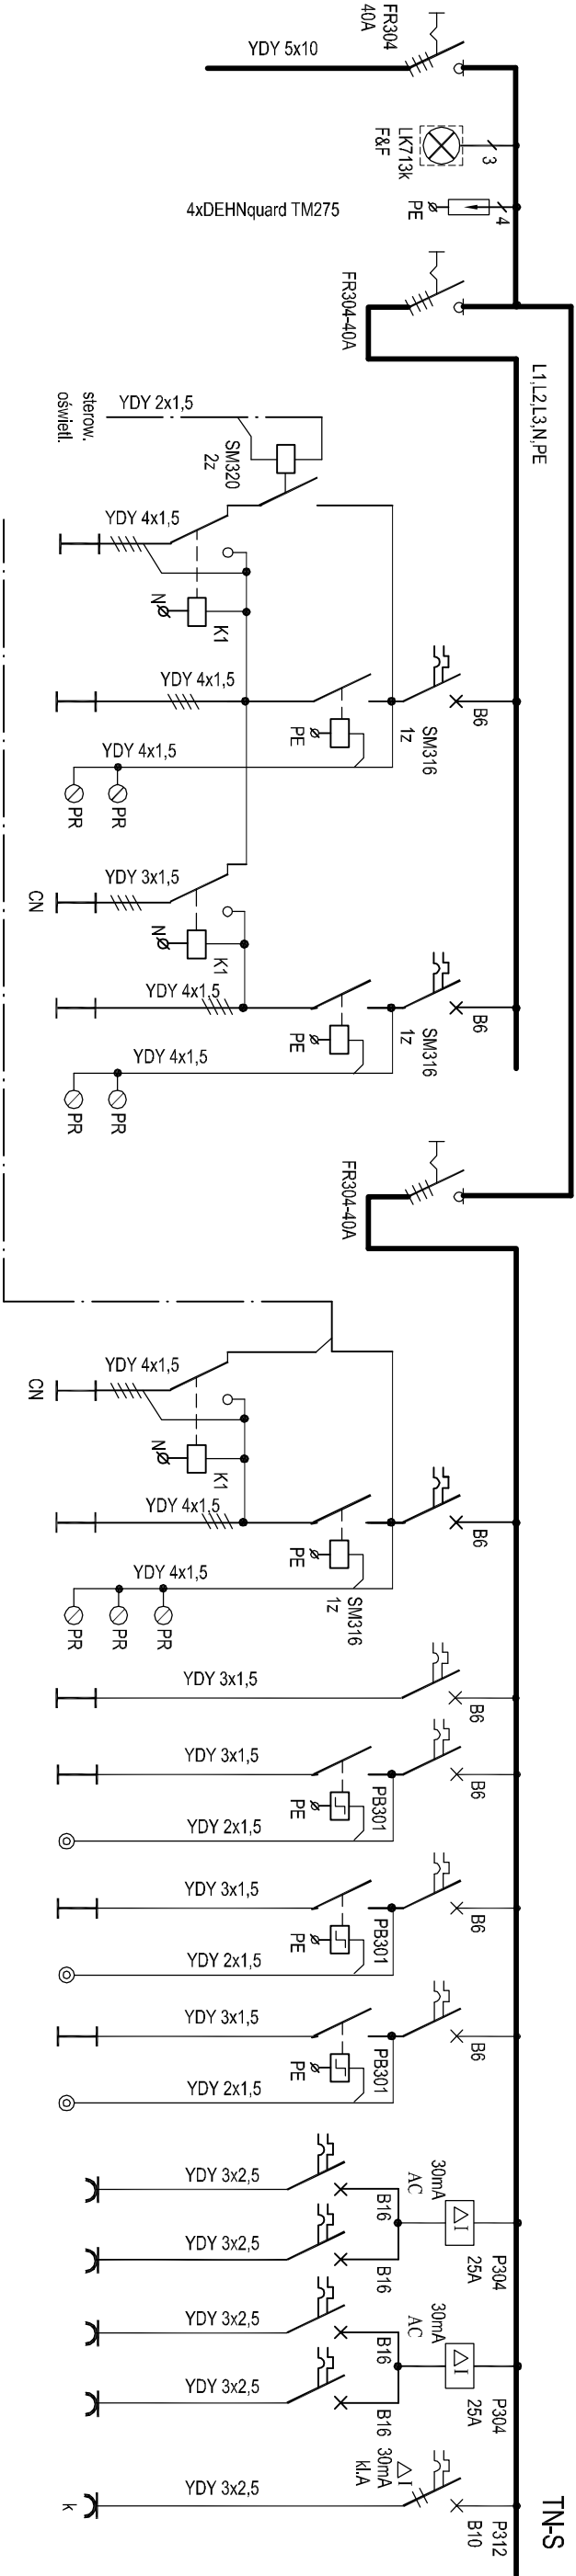 FR304
40A
YDY 5x10
LK713k
F&F
3
4xDEHNquard TM275
PE
4
FR304-40A
L1,L2,L3,N,PE
sterow.
oświetl.
YDY 2x1,5
SM320
2z
YDY 4x1,5
N
K1
YDY 4x1,5
PE
SM316
1z
B6
YDY 4x1,5
PR
PR
CN
YDY 3x1,5
N
K1
YDY 4x1,5
PE
SM316
1z
B6
YDY 4x1,5
PR
PR
FR304-40A
CN
YDY 4x1,5
N
K1
YDY 4x1,5
PE
SM316
1z
B6
YDY 4x1,5
PR
PR
PR
YDY 3x1,5
B6
YDY 3x1,5
PE
PB301
B6
YDY 2x1,5
YDY 3x1,5
PE
PB301
B6
YDY 2x1,5
YDY 3x1,5
PE
PB301
B6
YDY 2x1,5
YDY 3x2,5
B16
30mA
AC
ΔI
P304
25A
YDY 3x2,5
B16
YDY 3x2,5
B16
30mA
AC
ΔI
P304
25A
YDY 3x2,5
B16
k
YDY 3x2,5
ΔI
30mA
kl.A
P312
B10
TN-S